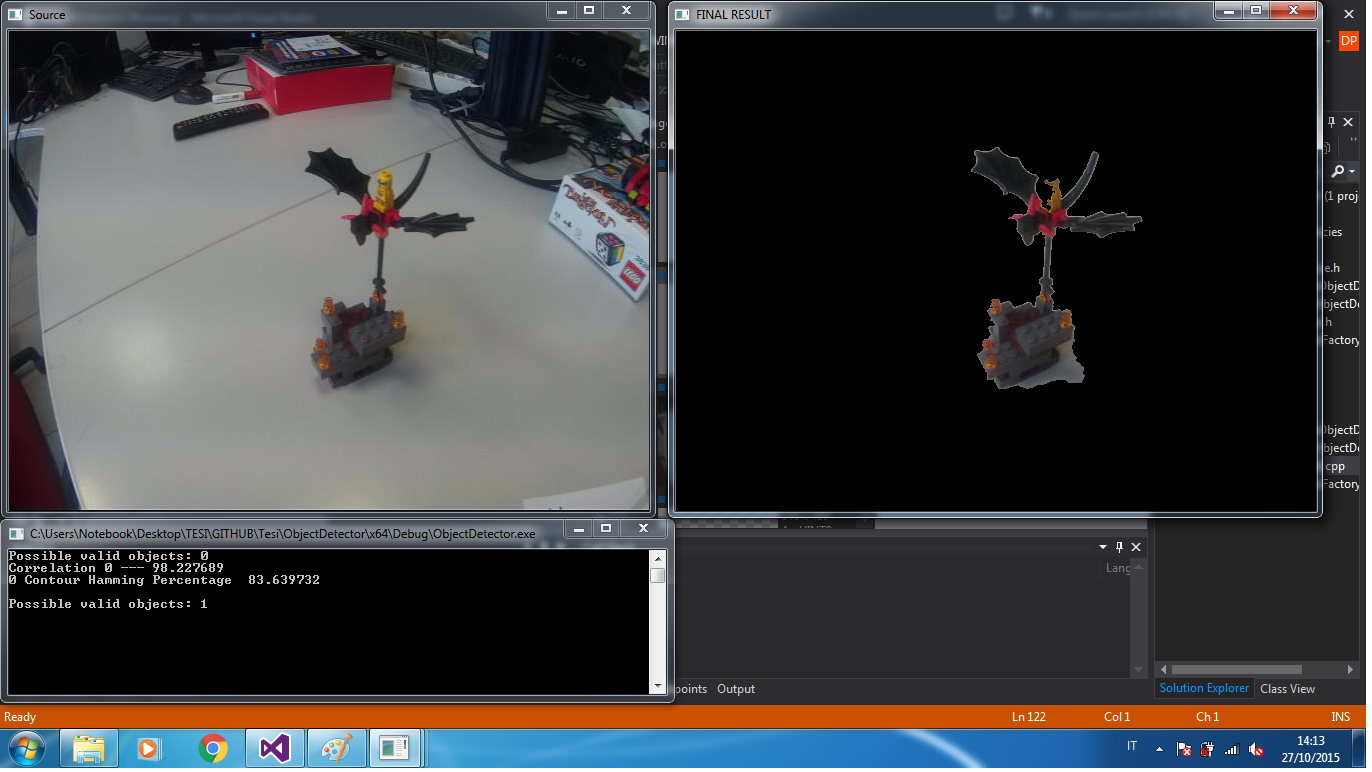 Source
FINAL RESULT
DP
LEGO
(1 proj
cies
e.h
ObjectD
ObjectDe
h
Factory
ObjectD
ObjectDe
cpp
Factory
C:\Users\Notebook\Desktop\TESI\GITHUB\Tesi\ObjectDetector\x64\Debug\ObjectDetector.exe
Possible valid objects: 0
Correlation 0 --- 98.227689
0 Contour Hamming Percentage 83.639732
Possible valid objects: 1
Lang
points Output
Solution Explorer Class View
Ready Ln 122 Col 1 Ch 1 INS
IT 14:13
27/10/2015